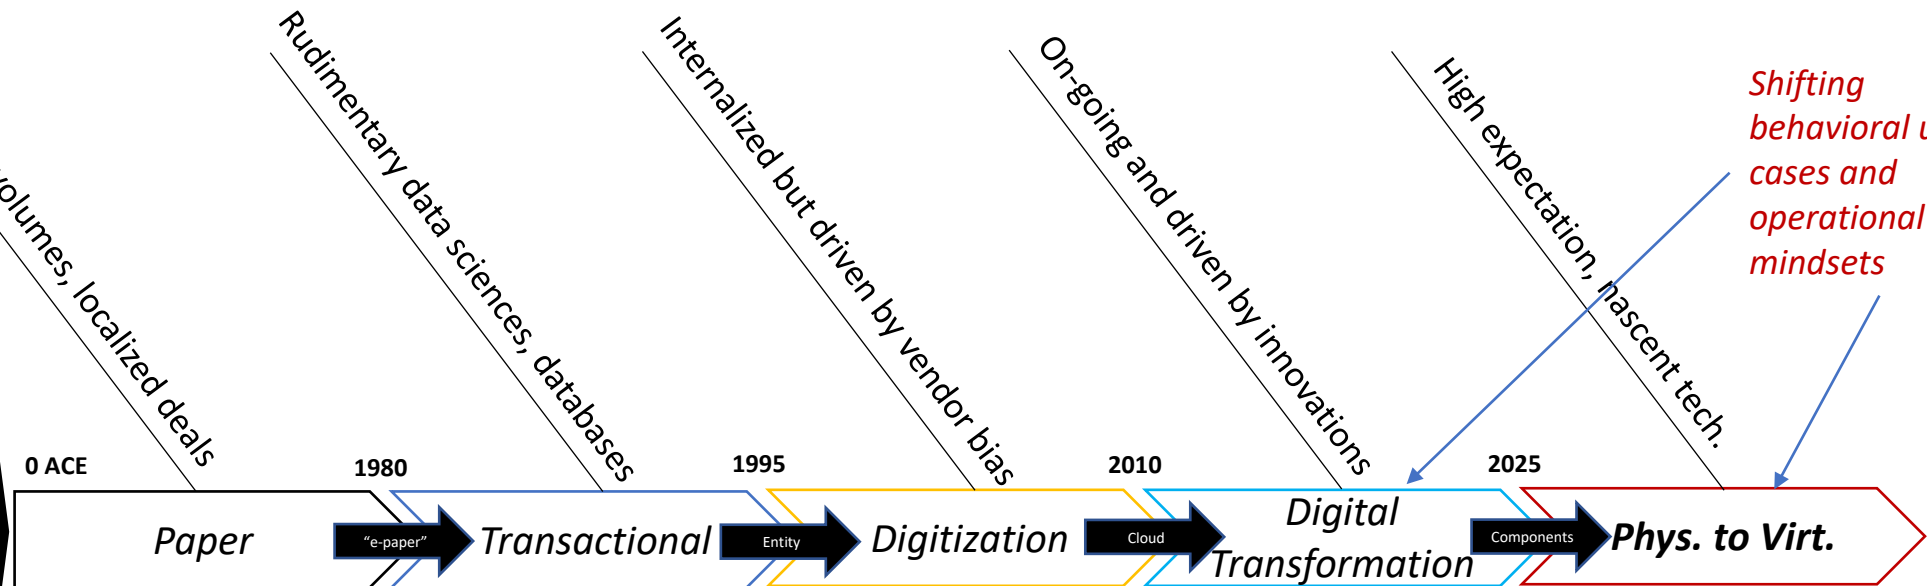 volumes, localized deals
Rudimentary data sciences, databases
Internalized but driven by vendor bias
On-going and driven by innovations
High expectation, nascent tech.
Shifting
behavioral
cases and
operational
mindsets
0 ACE
1980
1995
2010
2025
Paper
“e-paper”
Transactional
Entity
Digitization
Cloud
Digital
Transformation
Components
Phys. to Virt.